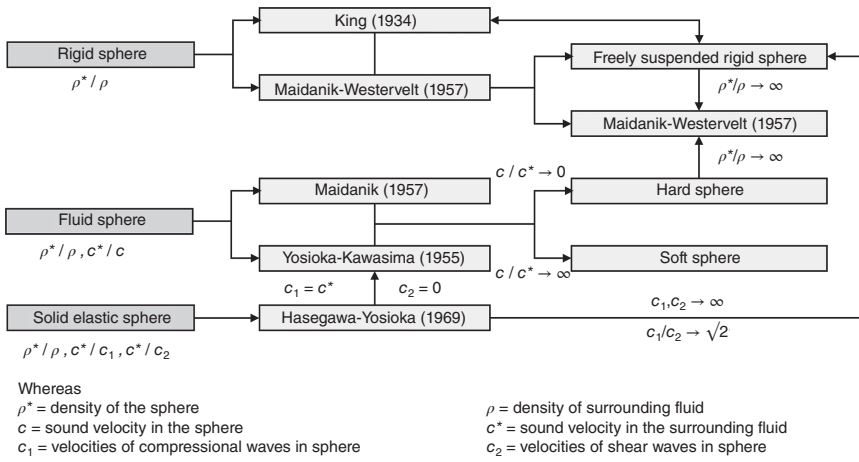 King (1934)
Rigid sphere
Freely suspended rigid sphere
ρ* / ρ
ρ*/ρ → ∞
Maidanik-Westervelt (1957)
Maidanik-Westervelt (1957)
ρ*/ρ → ∞
c / c* → 0
Maidanik (1957)
Hard sphere
Fluid sphere
ρ* / ρ , c* / c
Yosioka-Kawasima (1955)
Soft sphere
c / c* → ∞
c₁ = c*
c₂ = 0
Solid elastic sphere
Hasegawa-Yosioka (1969)
c₁,c₂ → ∞
c₁/c₂ → √2
ρ* / ρ , c* / c₁ , c* / c₂
Whereas
ρ* = density of the sphere
c = sound velocity in the sphere
c₁ = velocities of compressional waves in sphere
ρ = density of surrounding fluid
c* = sound velocity in the surrounding fluid
c₂ = velocities of shear waves in sphere